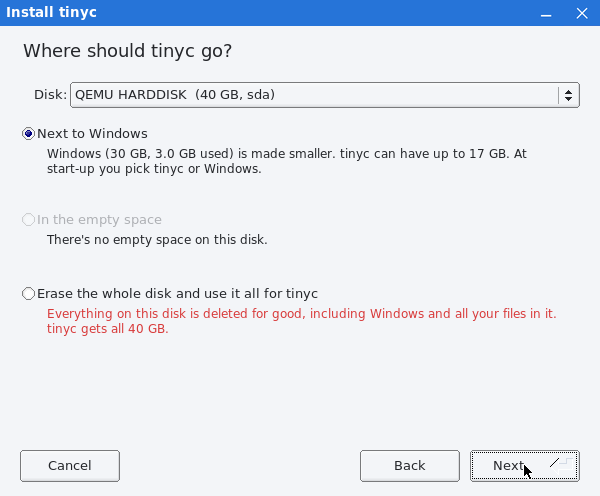 Install tinyc
Where should tinyc go?
Disk: QEMU HARDDISK  (40 GB, sda)
Next to Windows
Windows (30 GB, 3.0 GB used) is made smaller. tinyc can have up to 17 GB. At
start-up you pick tinyc or Windows.
In the empty space
There's no empty space on this disk.
Erase the whole disk and use it all for tinyc
Everything on this disk is deleted for good, including Windows and all your files in it.
tinyc gets all 40 GB.
Cancel Back Next